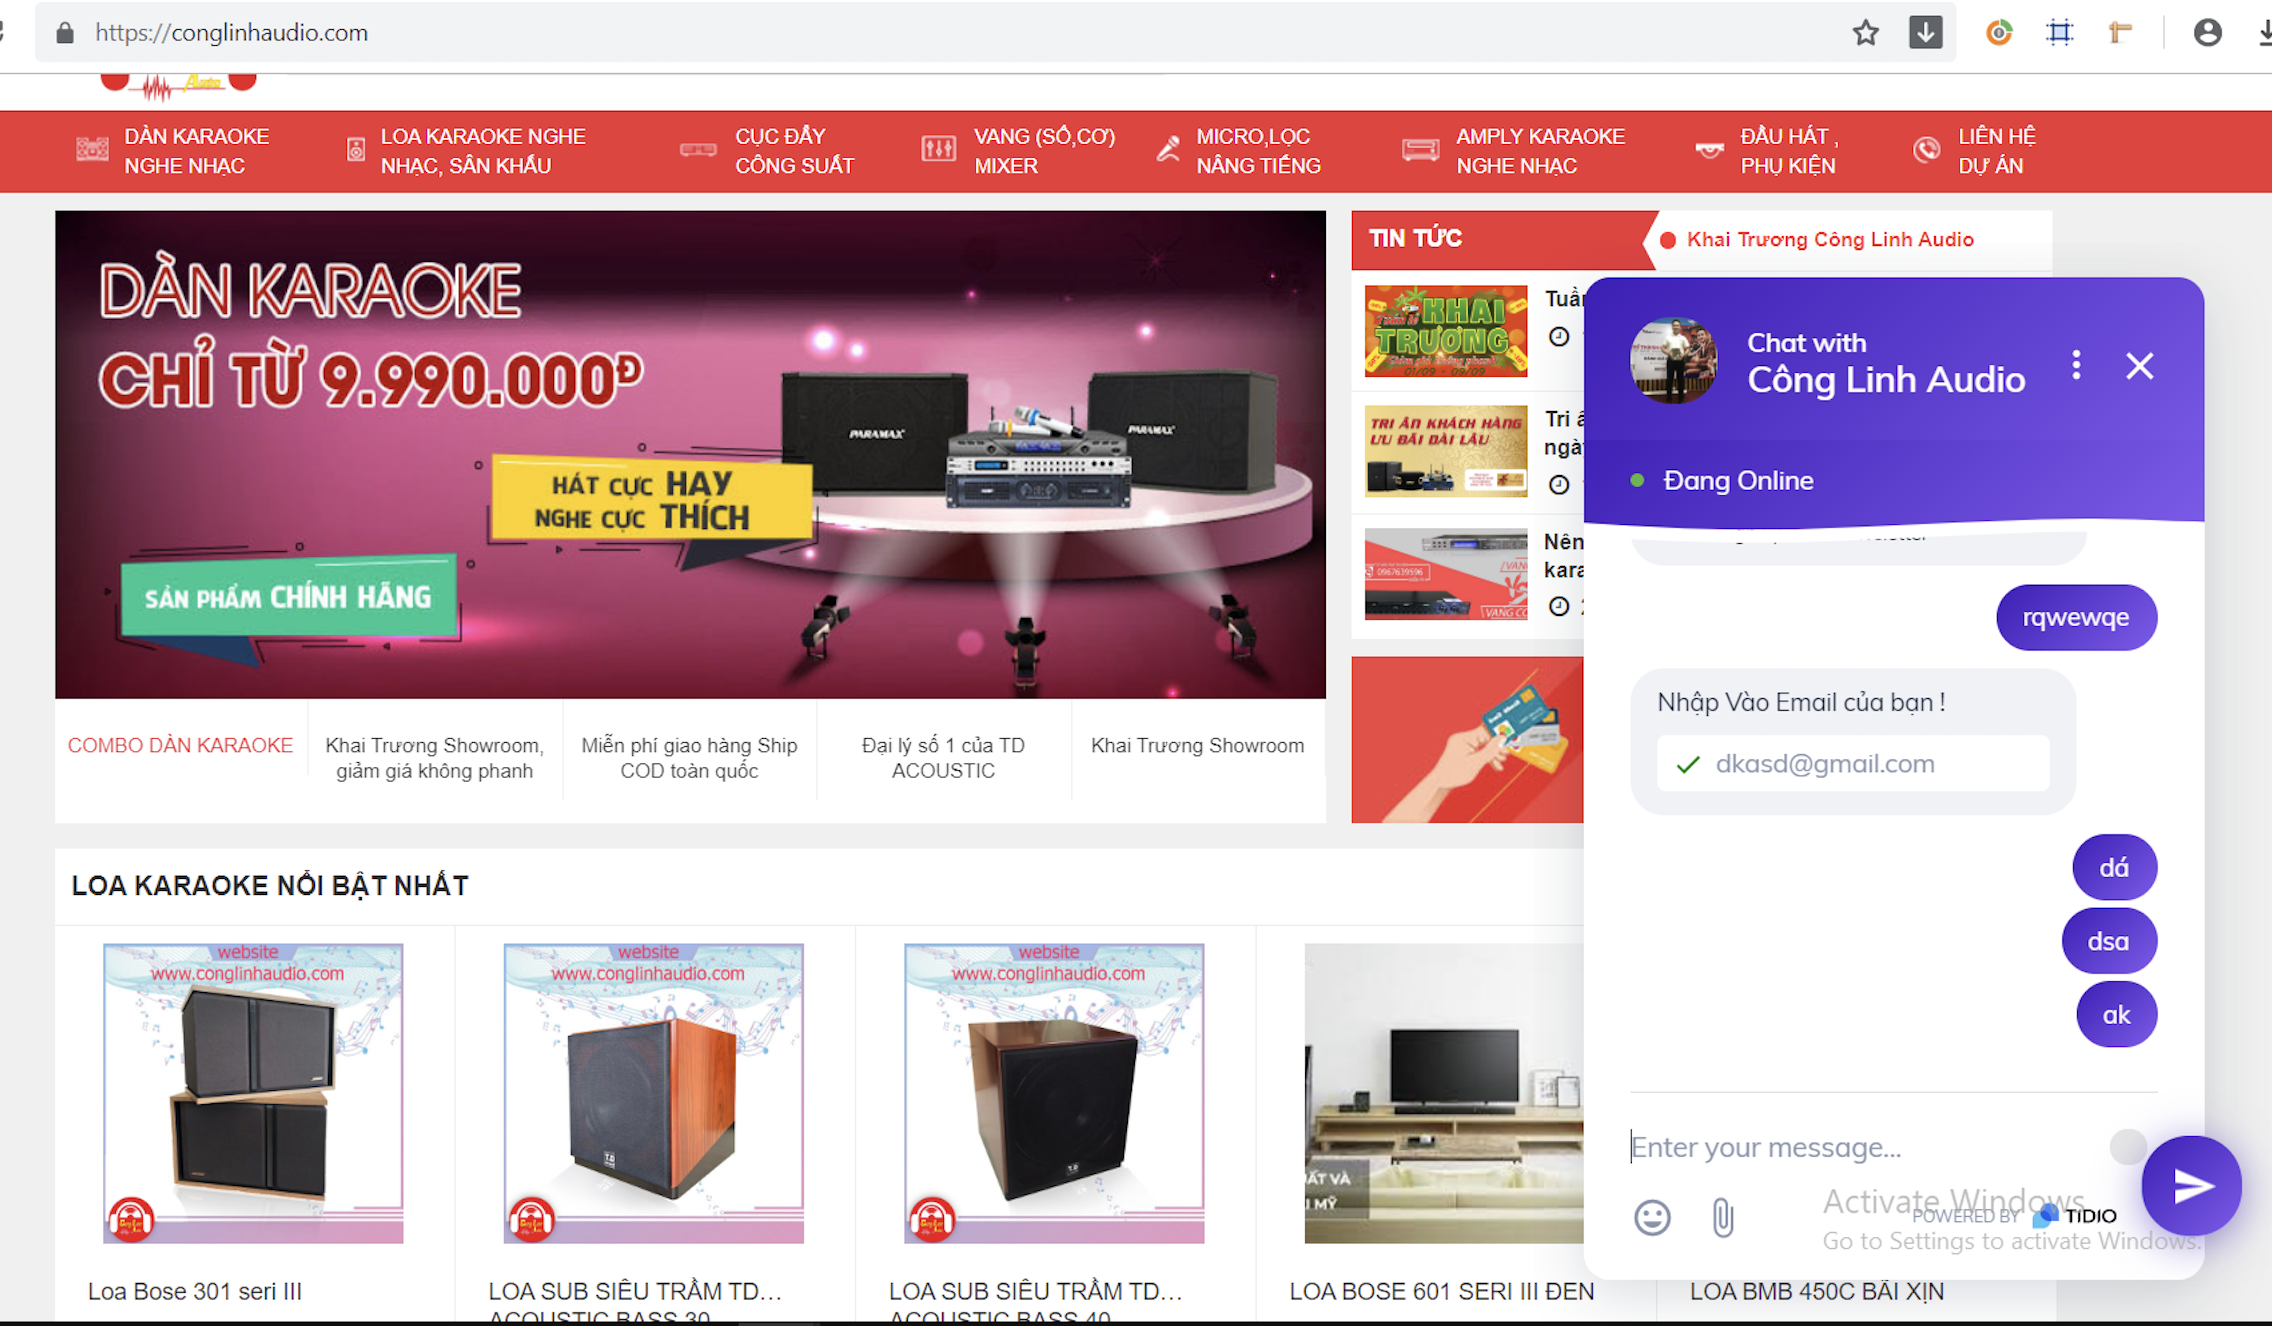 https://conglinhaudio.com
Audio
DÀN KARAOKE
NGHE NHẠC
LOA KARAOKE NGHE
NHẠC, SÂN KHẤU
CỤC ĐẨY
CÔNG SUẤT
VANG (SỐ,CƠ)
MIXER
MICRO,LỌC
NÂNG TIẾNG
AMPLY KARAOKE
NGHE NHẠC
ĐẦU HÁT ,
PHỤ KIỆN
LIÊN HỆ
DỰ ÁN
DÀN KARAOKE
CHỈ TỪ 9.990.000Đ
PARAMAX
PARAMAX
HÁT CỰC HAY
NGHE CỰC THÍCH
SẢN PHẨM CHÍNH HÃNG
COMBO DÀN KARAOKE
Khai Trương Showroom,
giảm giá không phanh
Miễn phí giao hàng Ship
COD toàn quốc
Đại lý số 1 của TD
ACOUSTIC
Khai Trương Showroom
TIN TỨC
Khai Trương Công Linh Audio
KHAI
TRƯƠNG
01/09 - 09/09
TRI ÂN KHÁCH HÀNG
ƯU ĐÃI DÀI LÂU
ngà
0967639596
Nên
kara
Chat with
Công Linh Audio
Đang Online
rqwewqe
Nhập Vào Email của bạn !
dkasd@gmail.com
dá
dsa
ak
Enter your message...
POWERED BY TIDIO
Activate Windows
Go to Settings to activate Windows.
LOA KARAOKE NỔI BẬT NHẤT
website
www.conglinhaudio.com
website
www.conglinhaudio.com
website
www.conglinhaudio.com
Loa Bose 301 seri III
LOA SUB SIÊU TRẦM TD...
ACOUSTIC BASS 30
LOA SUB SIÊU TRẦM TD...
ACOUSTIC BASS 40
LOA BOSE 601 SERI III ĐEN
LOA BMB 450C BÃI XỊN